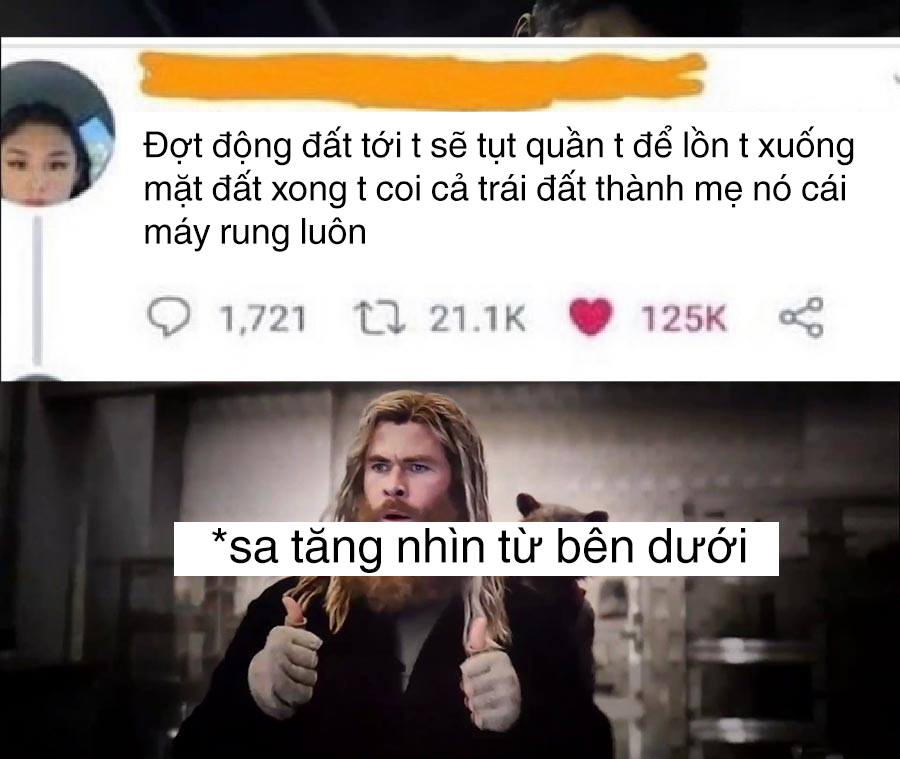 Đợt động đất tới t sẽ tụt quần t để lồn t xuống
mặt đất xong t coi cả trái đất thành mẹ nó cái
máy rung luôn
1,721 21.1K 125K
*sa tăng nhìn từ bên dưới